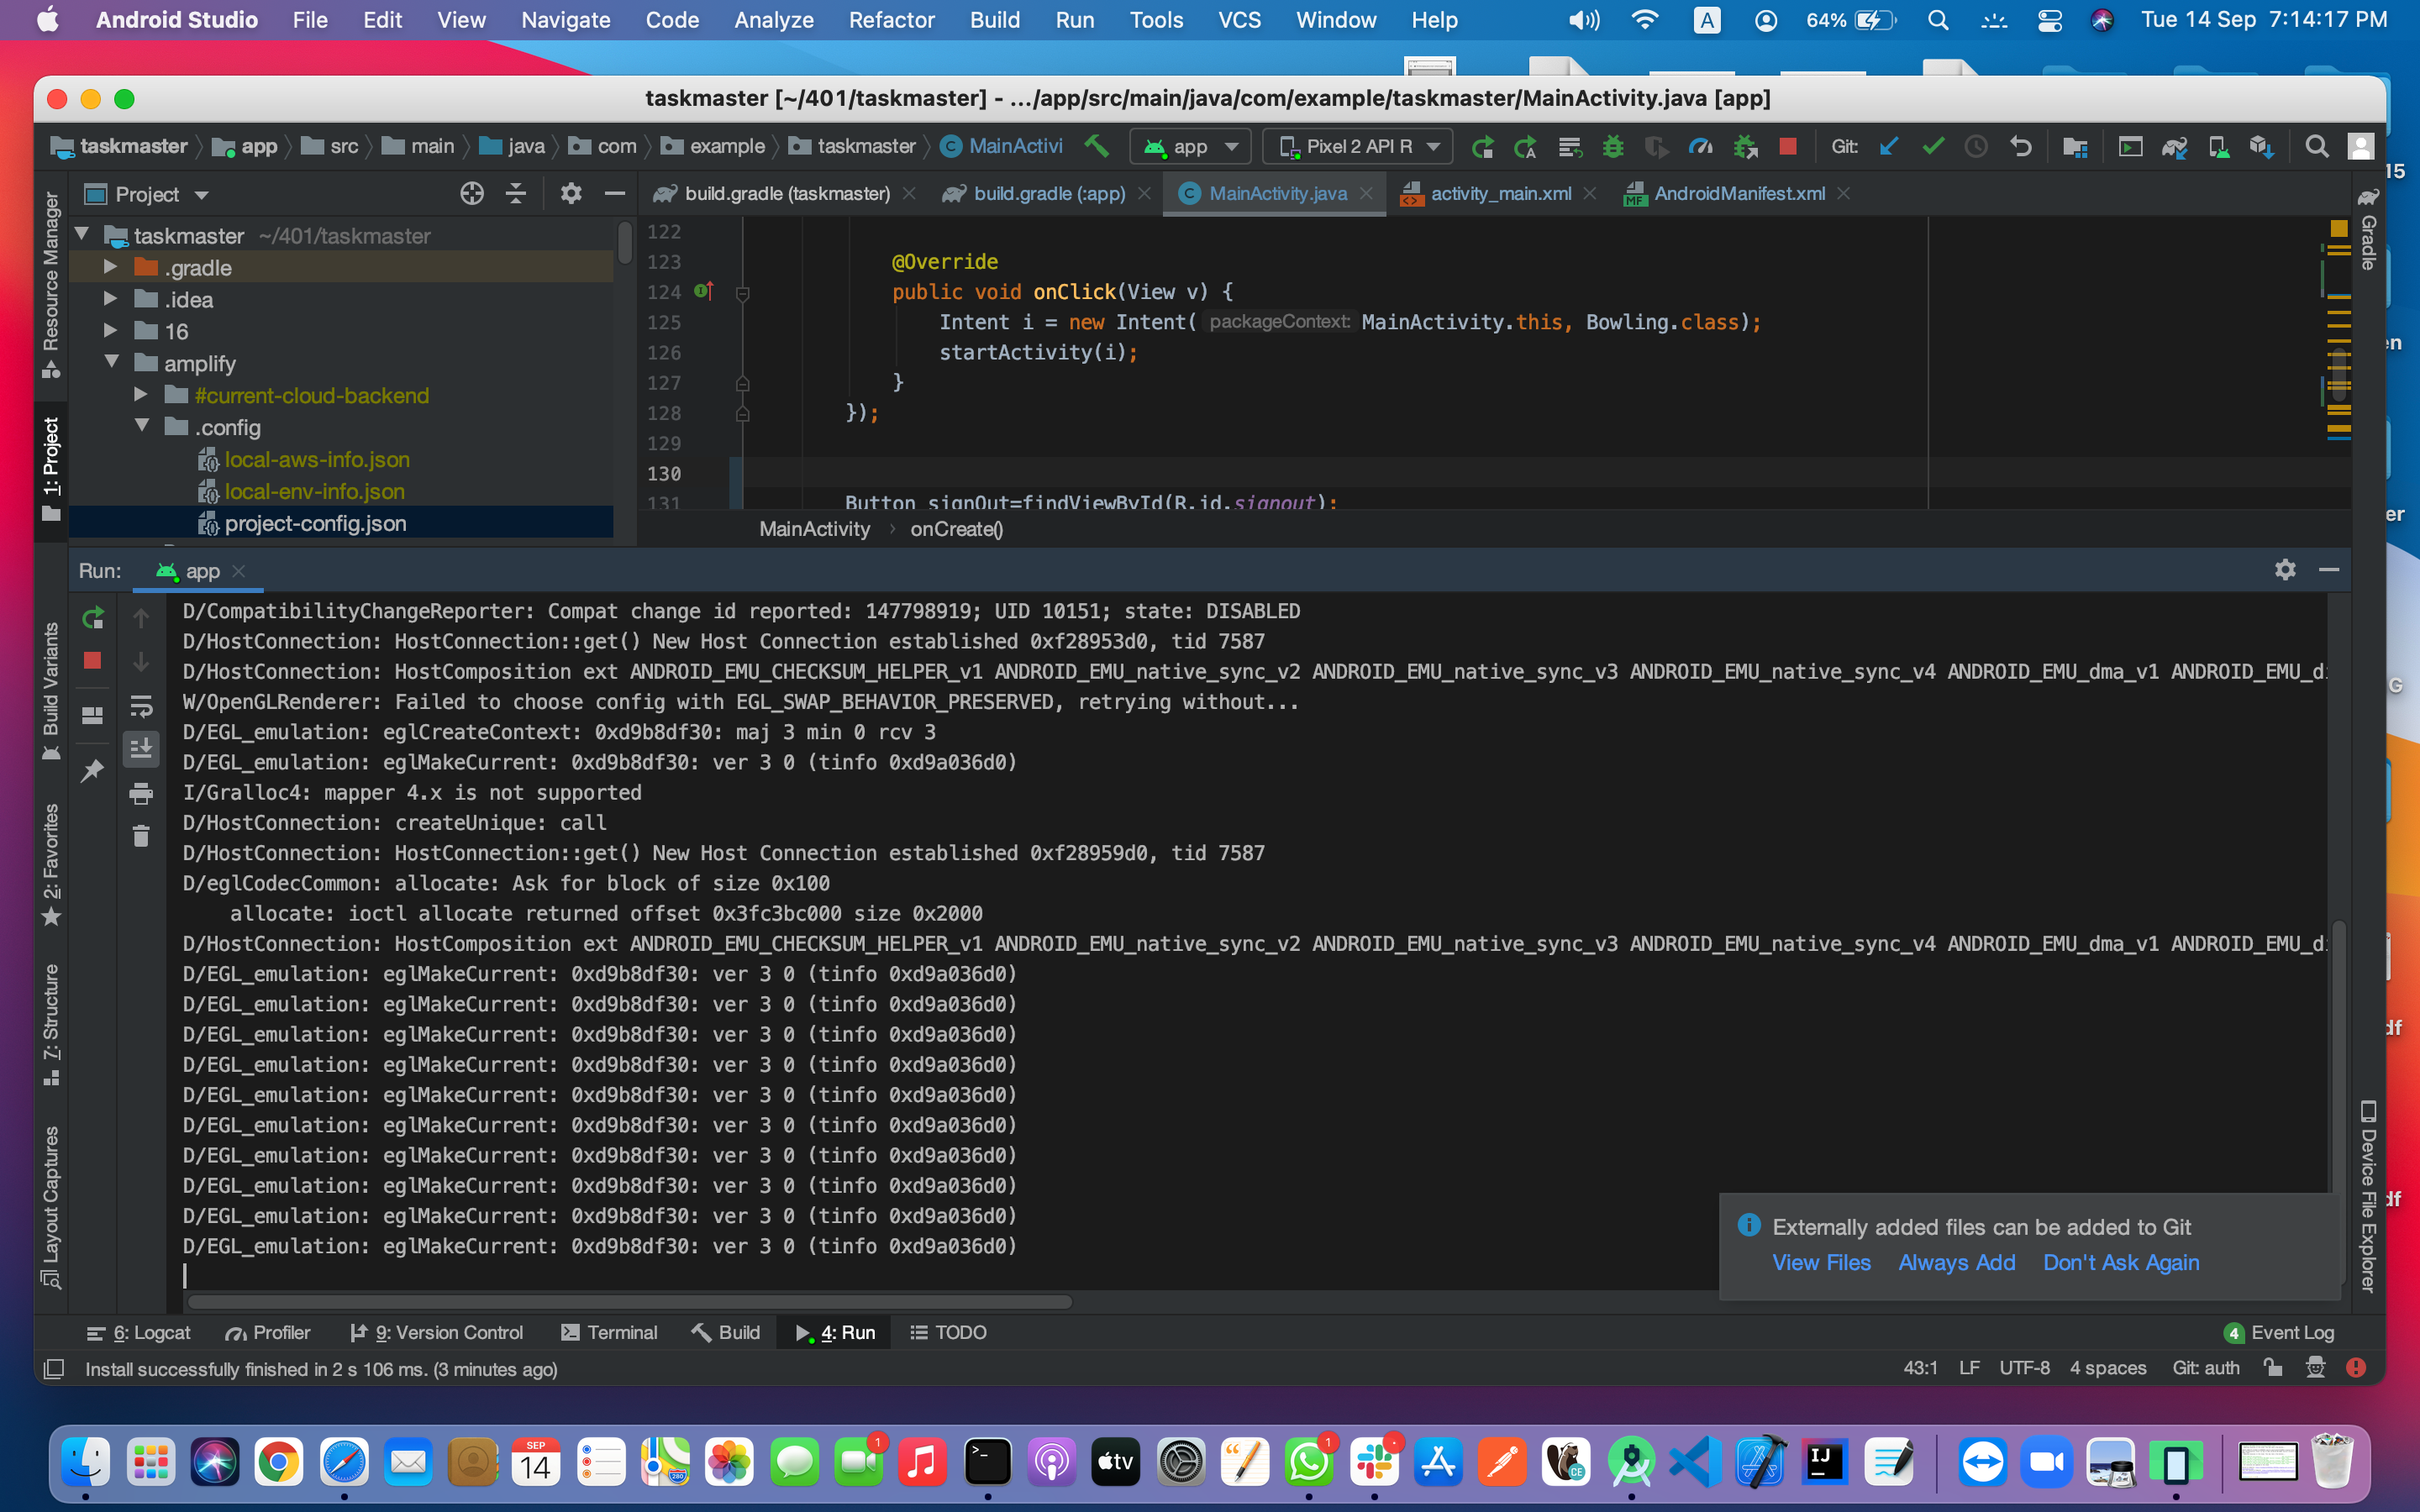 Android Studio File Edit View Navigate Code Analyze Refactor Build Run Tools VCS Window Help A 64% Tue 14 Sep 7:14:17 PM
taskmaster [~/401/taskmaster] - .../app/src/main/java/com/example/taskmaster/MainActivity.java [app]
taskmaster app src main java com example taskmaster MainActivi app Pixel 2 API R Git:
15
Project build.gradle (taskmaster) build.gradle (:app) MainActivity.java activity_main.xml AndroidManifest.xml
Resource Manager
1: Project
Build Variants
2: Favorites
7: Structure
Layout Captures
Gradle
Device File Explorer
taskmaster ~/401/taskmaster
.gradle
.idea
16
amplify
#current-cloud-backend
.config
local-aws-info.json
local-env-info.json
project-config.json
122
123 @Override
124 public void onClick(View v) {
125 Intent i = new Intent( packageContext: MainActivity.this, Bowling.class);
126 startActivity(i);
127 }
128 });
129
130
131 Button signOut=findViewById(R.id.signout);
MainActivity onCreate()
en
er
G
df
df
Run: app
D/CompatibilityChangeReporter: Compat change id reported: 147798919; UID 10151; state: DISABLED
D/HostConnection: HostConnection::get() New Host Connection established 0xf28953d0, tid 7587
D/HostConnection: HostComposition ext ANDROID_EMU_CHECKSUM_HELPER_v1 ANDROID_EMU_native_sync_v2 ANDROID_EMU_native_sync_v3 ANDROID_EMU_native_sync_v4 ANDROID_EMU_dma_v1 ANDROID_EMU_di
W/OpenGLRenderer: Failed to choose config with EGL_SWAP_BEHAVIOR_PRESERVED, retrying without...
D/EGL_emulation: eglCreateContext: 0xd9b8df30: maj 3 min 0 rcv 3
D/EGL_emulation: eglMakeCurrent: 0xd9b8df30: ver 3 0 (tinfo 0xd9a036d0)
I/Gralloc4: mapper 4.x is not supported
D/HostConnection: createUnique: call
D/HostConnection: HostConnection::get() New Host Connection established 0xf28959d0, tid 7587
D/eglCodecCommon: allocate: Ask for block of size 0x100
allocate: ioctl allocate returned offset 0x3fc3bc000 size 0x2000
D/HostConnection: HostComposition ext ANDROID_EMU_CHECKSUM_HELPER_v1 ANDROID_EMU_native_sync_v2 ANDROID_EMU_native_sync_v3 ANDROID_EMU_native_sync_v4 ANDROID_EMU_dma_v1 ANDROID_EMU_di
D/EGL_emulation: eglMakeCurrent: 0xd9b8df30: ver 3 0 (tinfo 0xd9a036d0)
D/EGL_emulation: eglMakeCurrent: 0xd9b8df30: ver 3 0 (tinfo 0xd9a036d0)
D/EGL_emulation: eglMakeCurrent: 0xd9b8df30: ver 3 0 (tinfo 0xd9a036d0)
D/EGL_emulation: eglMakeCurrent: 0xd9b8df30: ver 3 0 (tinfo 0xd9a036d0)
D/EGL_emulation: eglMakeCurrent: 0xd9b8df30: ver 3 0 (tinfo 0xd9a036d0)
D/EGL_emulation: eglMakeCurrent: 0xd9b8df30: ver 3 0 (tinfo 0xd9a036d0)
D/EGL_emulation: eglMakeCurrent: 0xd9b8df30: ver 3 0 (tinfo 0xd9a036d0)
D/EGL_emulation: eglMakeCurrent: 0xd9b8df30: ver 3 0 (tinfo 0xd9a036d0)
D/EGL_emulation: eglMakeCurrent: 0xd9b8df30: ver 3 0 (tinfo 0xd9a036d0)
D/EGL_emulation: eglMakeCurrent: 0xd9b8df30: ver 3 0 (tinfo 0xd9a036d0)
Externally added files can be added to Git
View Files Always Add Don't Ask Again
6: Logcat Profiler 9: Version Control Terminal Build 4: Run TODO 4 Event Log
Install successfully finished in 2 s 106 ms. (3 minutes ago) 43:1 LF UTF-8 4 spaces Git: auth
SEP
14
280
1
tv
1
CE
IJ